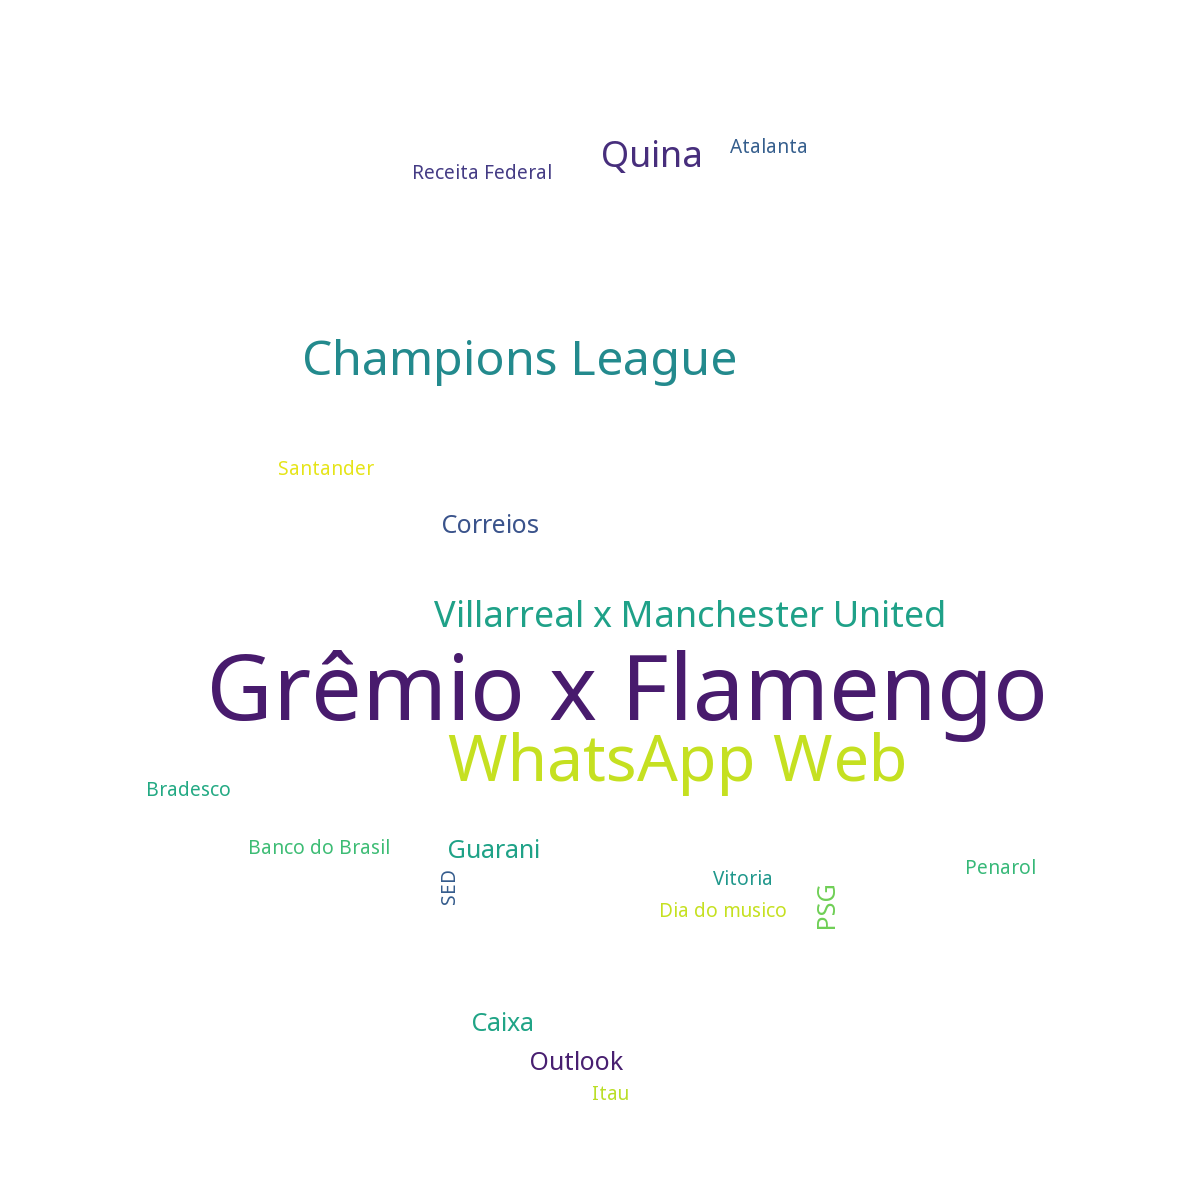 Quina
Atalanta
Receita Federal
Champions League
Santander
Correios
Villarreal x Manchester United
Grêmio x Flamengo
WhatsApp Web
Bradesco
Banco do Brasil
Guarani
Penarol
Vitoria
SED
PSG
Dia do musico
Caixa
Outlook
Itau